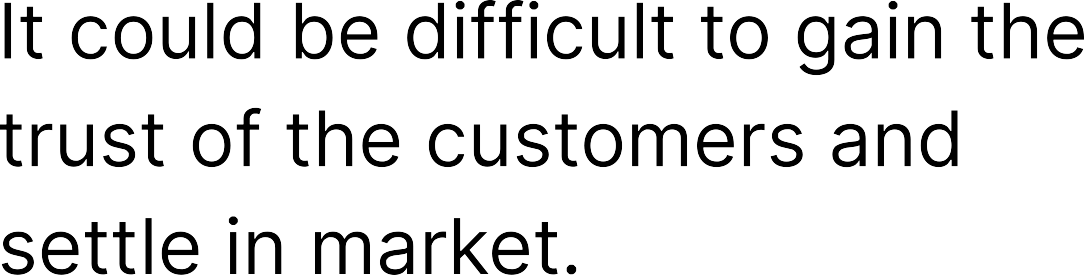 It could be difficult to gain the
trust of the customers and
settle in market.